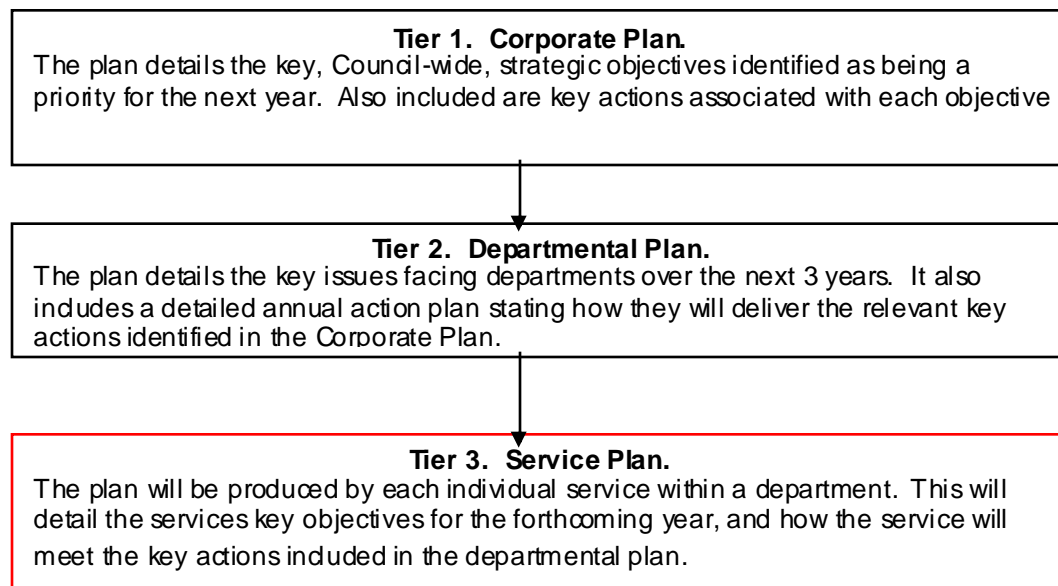 Tier 1.  Corporate Plan.
The plan details the key, Council-wide, strategic objectives identified as being a
priority for the next year.  Also included are key actions associated with each objective
Tier 2.  Departmental Plan.
The plan details the key issues facing departments over the next 3 years.  It also
includes a detailed annual action plan stating how they will deliver the relevant key
actions identified in the Corporate Plan.
Tier 3.  Service Plan.
The plan will be produced by each individual service within a department.  This will
detail the services key objectives for the forthcoming year, and how the service will
meet the key actions included in the departmental plan.